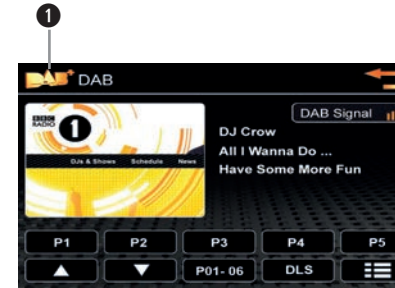 1
DAB+ DAB
DAB Signal
BBC
RADIO
1
DJs & Shows Schedule News
DJ Crow
All I Wanna Do ...
Have Some More Fun
P1 P2 P3 P4 P5
P01-06 DLS